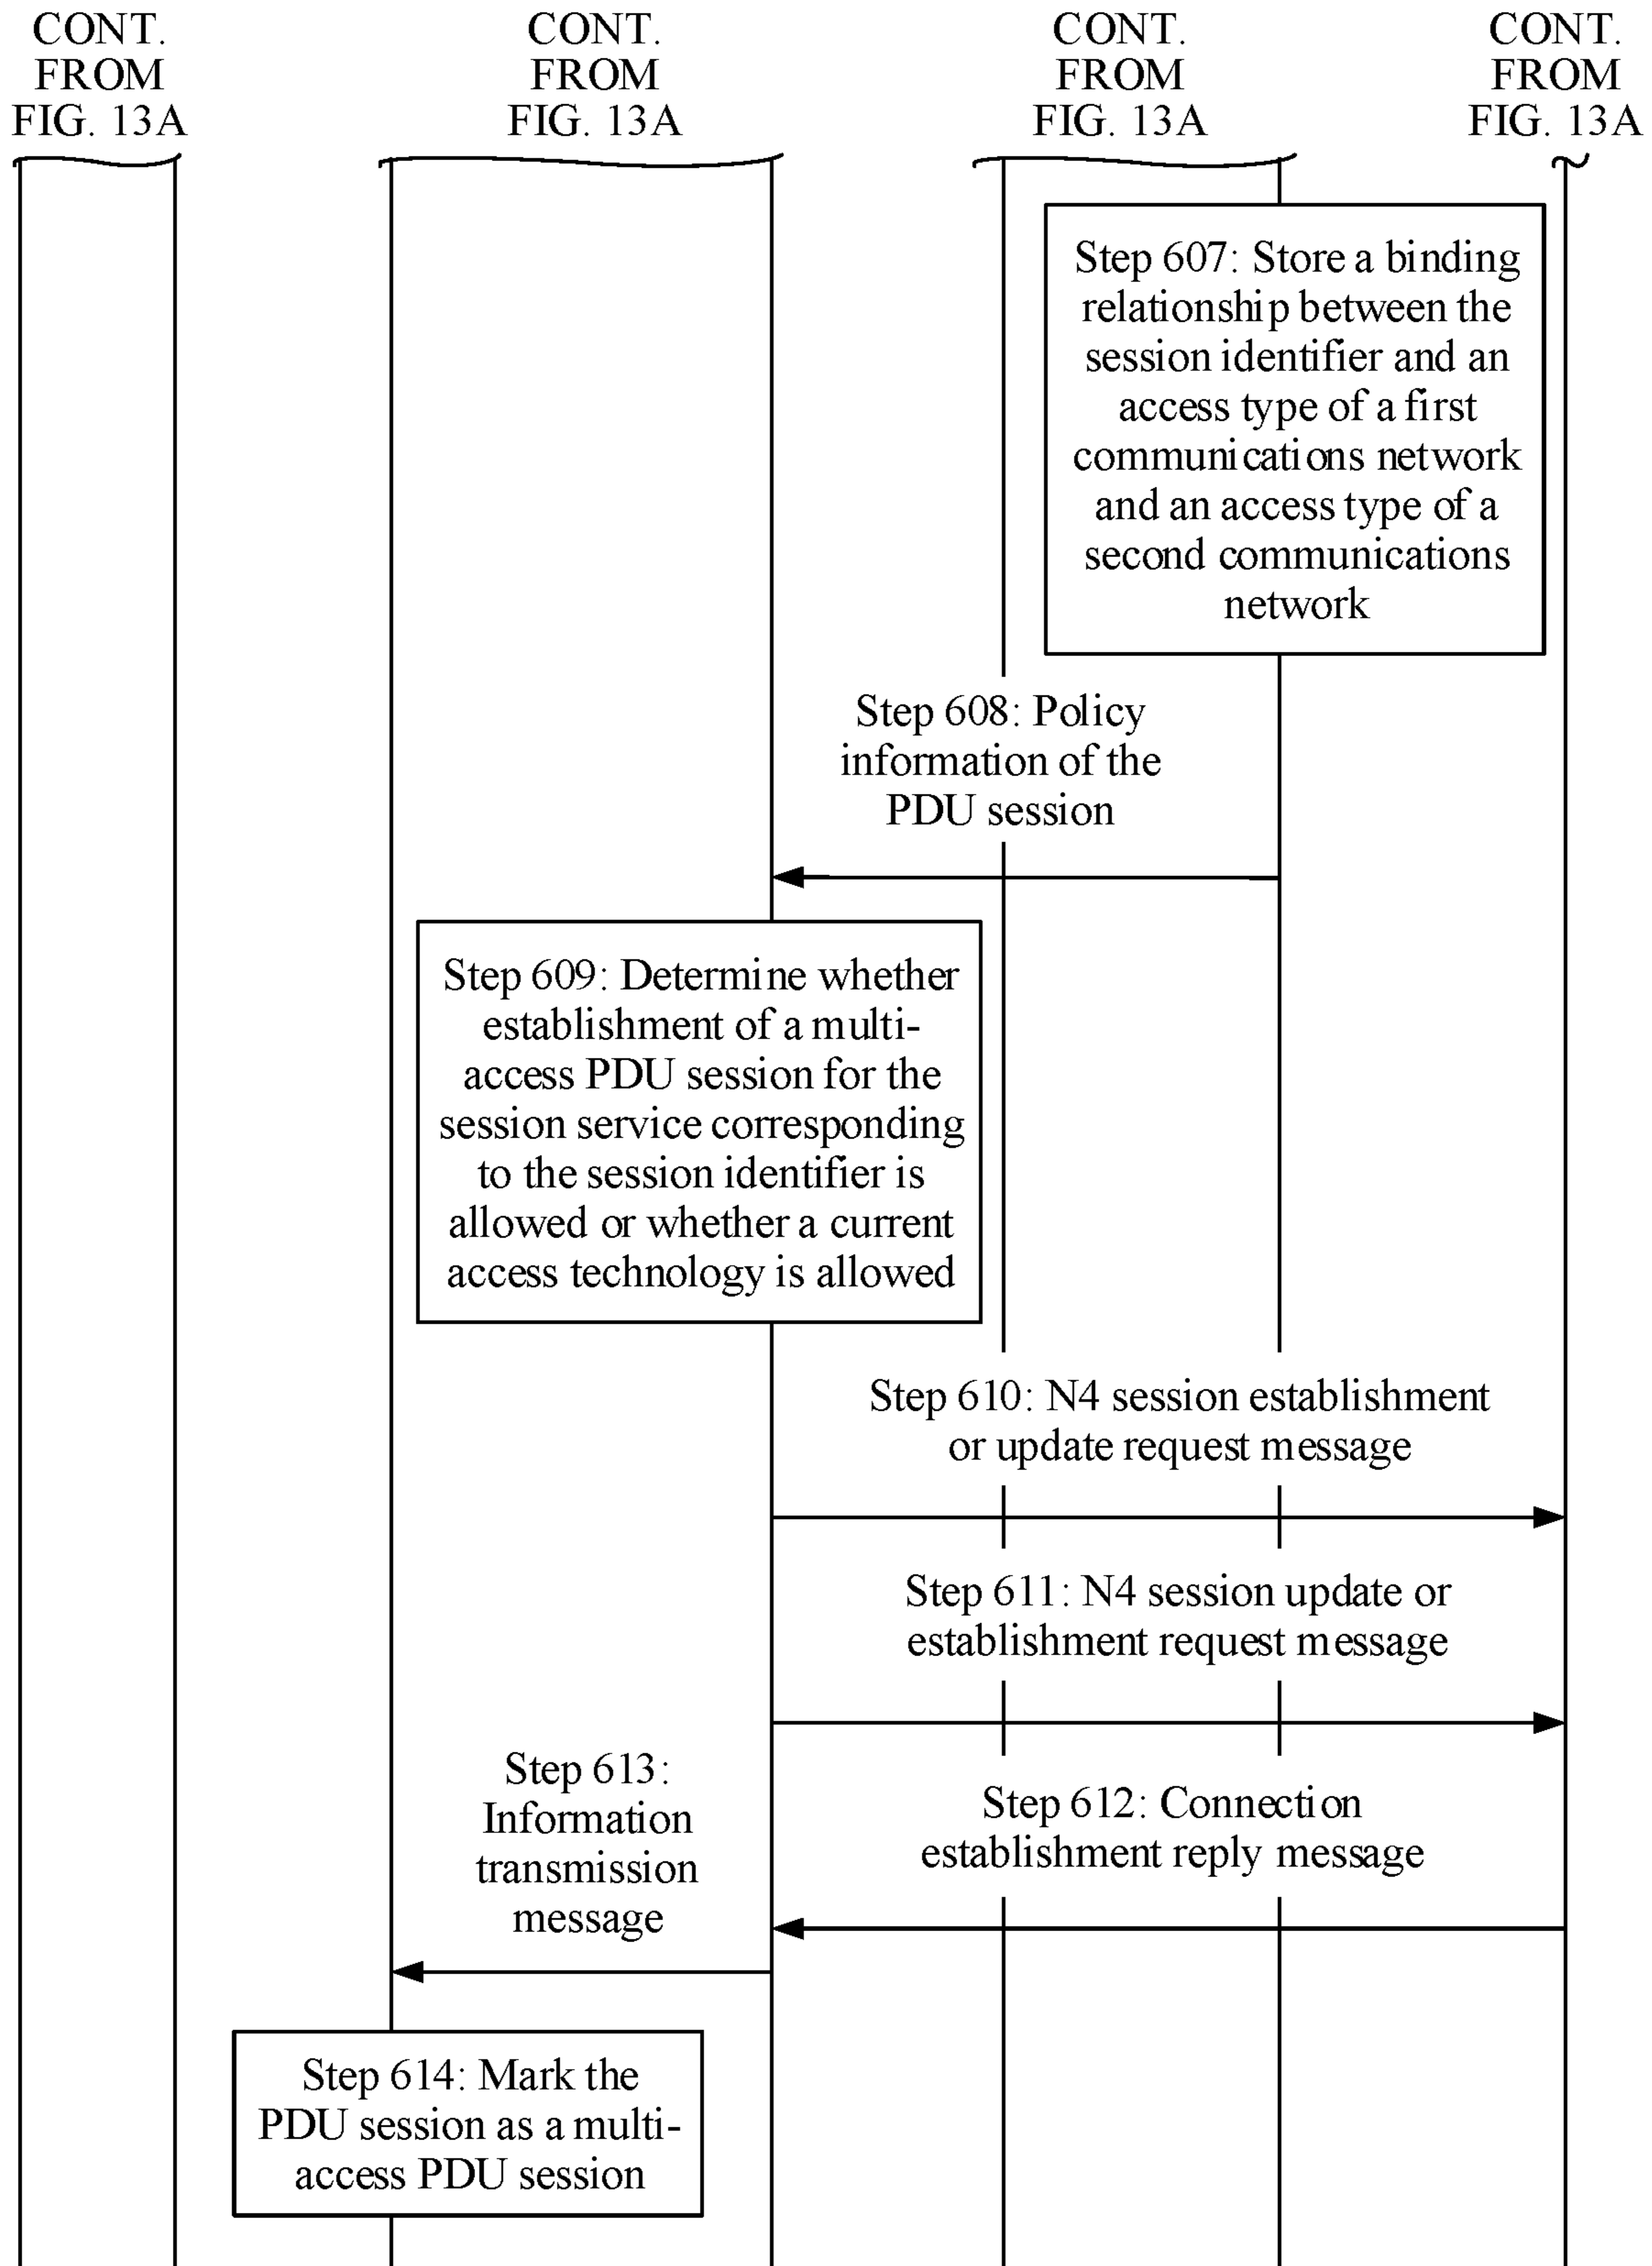 CONT.
FROM
FIG. 13A
CONT.
FROM
FIG. 13A
CONT.
FROM
FIG. 13A
CONT.
FROM
FIG. 13A
Step 607: Store a binding
relationship between the
session identifier and an
access type of a first
communications network
and an access type of a
second communications
network
Step 608: Policy
information of the
PDU session
Step 609: Determine whether
establishment of a multi-
access PDU session for the
session service corresponding
to the session identifier is
allowed or whether a current
access technology is allowed
Step 610: N4 session establishment
or update request message
Step 611: N4 session update or
establishment request message
Step 613:
Information
transmission
message
Step 612: Connection
establishment reply message
Step 614: Mark the
PDU session as a multi-
access PDU session